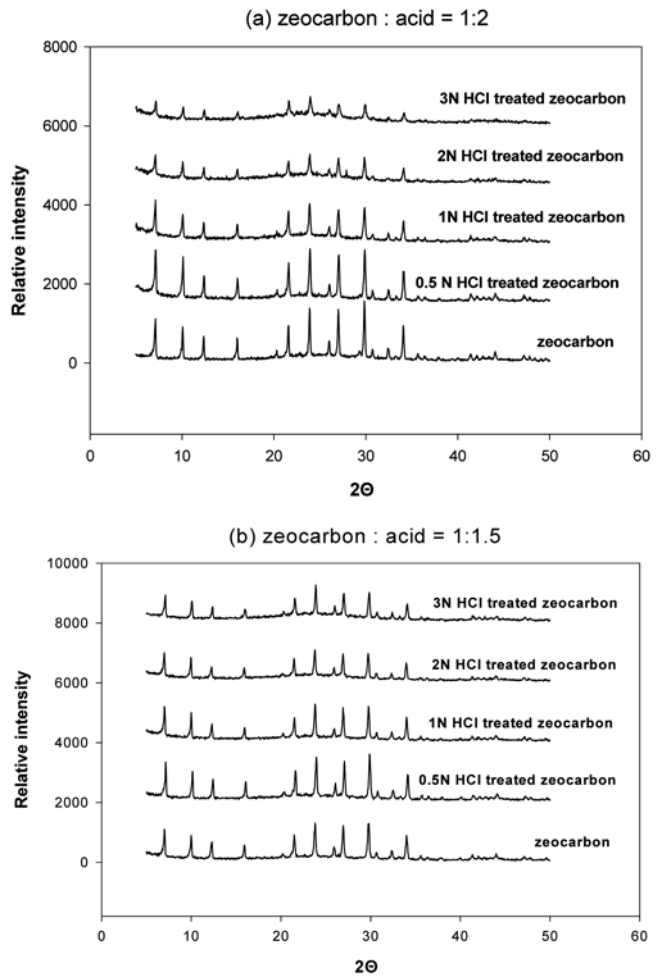 (a) zeocarbon : acid = 1:2
8000
3N HCl treated zeocarbon
6000
2N HCl treated zeocarbon
4000
1N HCl treated zeocarbon
Relative intensity
2000
0.5 N HCl treated zeocarbon
zeocarbon
0
0 10 20 30 40 50 60
2Θ
(b) zeocarbon : acid = 1:1.5
10000
3N HCl treated zeocarbon
8000
2N HCl treated zeocarbon
6000
1N HCl treated zeocarbon
4000
Relative intensity
0.5N HCl treated zeocarbon
2000
zeocarbon
0
0 10 20 30 40 50 60
2Θ